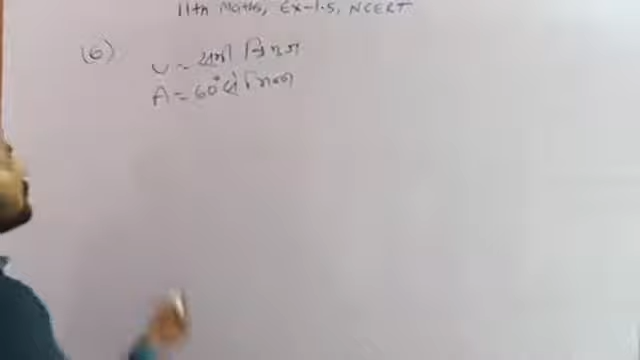 11th Maths, Ex-1.5, NCERT
(6) U = सभी त्रिभुज
A = 60° से भिन्न